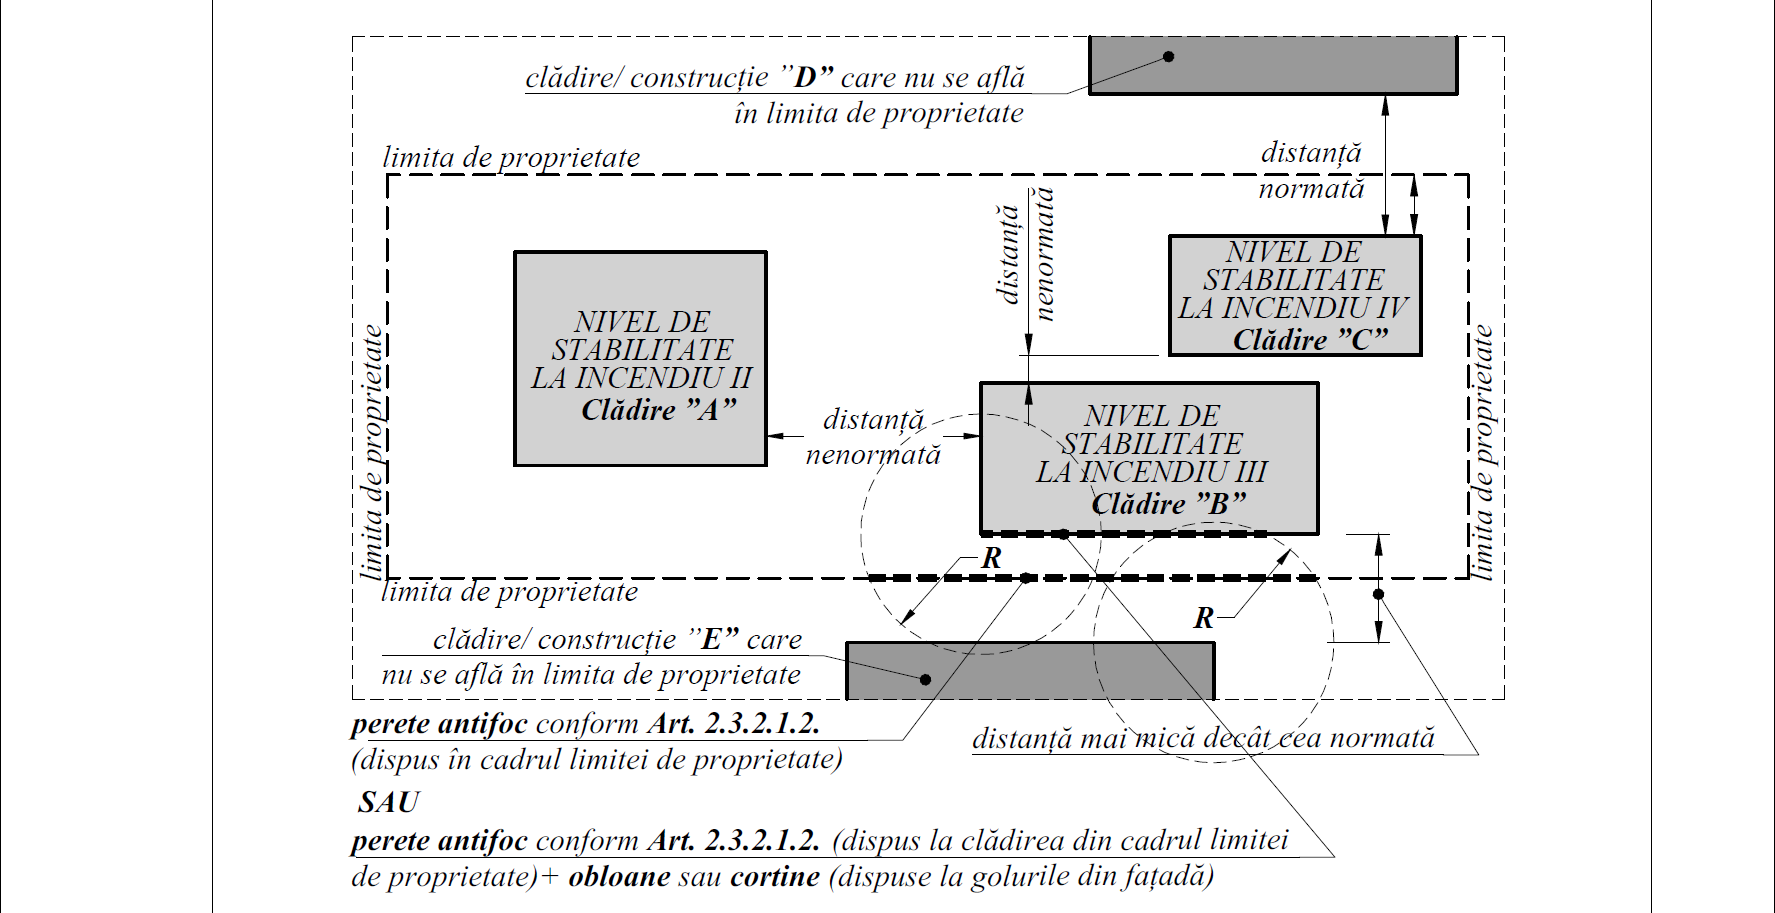 clădire/ construcție ”D” care nu se află
în limita de proprietate
limita de proprietate
distanță
normată
distanță
nenormată
NIVEL DE
STABILITATE
LA INCENDIU IV
Clădire ”C”
NIVEL DE
STABILITATE
LA INCENDIU II
Clădire ”A”
limita de proprietate
limita de proprietate
distanță
nenormată
NIVEL DE
STABILITATE
LA INCENDIU III
Clădire ”B”
R
limita de proprietate
R
clădire/ construcție ”E” care
nu se află în limita de proprietate
perete antifoc conform Art. 2.3.2.1.2.
(dispus în cadrul limitei de proprietate)
distanță mai mică decât cea normată
SAU
perete antifoc conform Art. 2.3.2.1.2. (dispus la clădirea din cadrul limitei
de proprietate)+ obloane sau cortine (dispuse la golurile din fațadă)